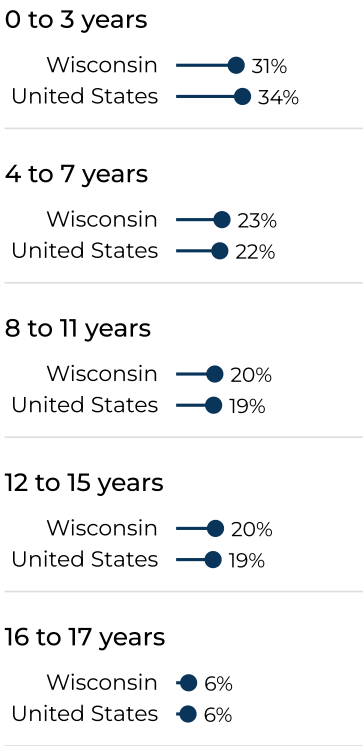 0 to 3 years
Wisconsin 31%
United States 34%
4 to 7 years
Wisconsin 23%
United States 22%
8 to 11 years
Wisconsin 20%
United States 19%
12 to 15 years
Wisconsin 20%
United States 19%
16 to 17 years
Wisconsin 6%
United States 6%